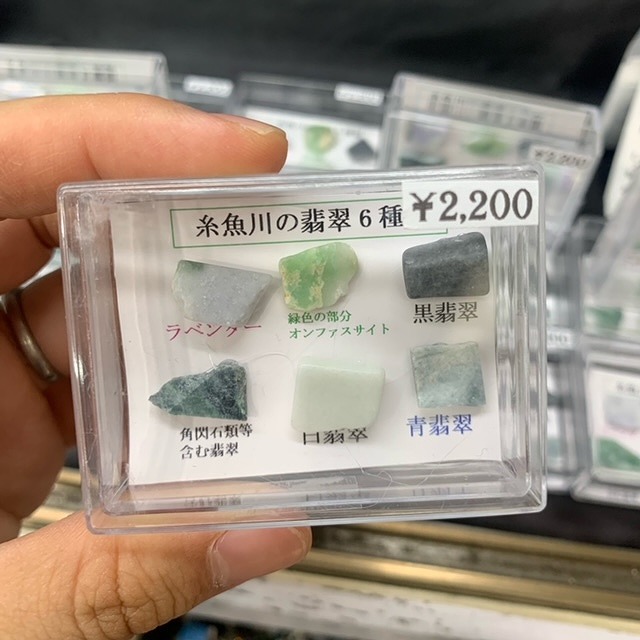 糸魚川の翡翠6種
¥2,200
ラベンダー
緑色の部分
オンファスサイト
黒翡翠
角閃石類等
含む翡翠
白翡翠
青翡翠
¥2,200